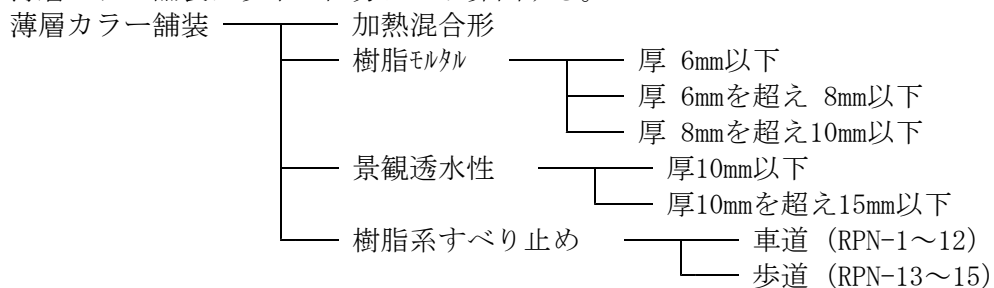 薄層カラー舗装 加熱混合形
樹脂ﾓﾙﾀﾙ 厚 6mm以下
厚 6mmを超え 8mm以下
厚 8mmを超え10mm以下
景観透水性 厚10mm以下
厚10mmを超え15mm以下
樹脂系すべり止め 車道 (RPN-1～12)
歩道 (RPN-13～15)